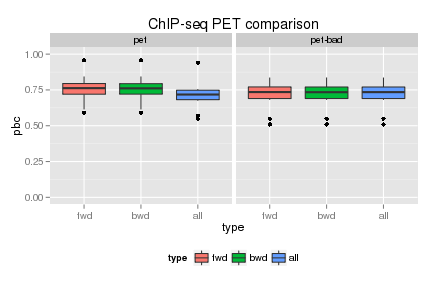 ChIP-seq PET comparison
pet
pet-bad
1.00
0.75
0.50
0.25
0.00
pbc
fwd bwd all
fwd bwd all
type
type fwd bwd all